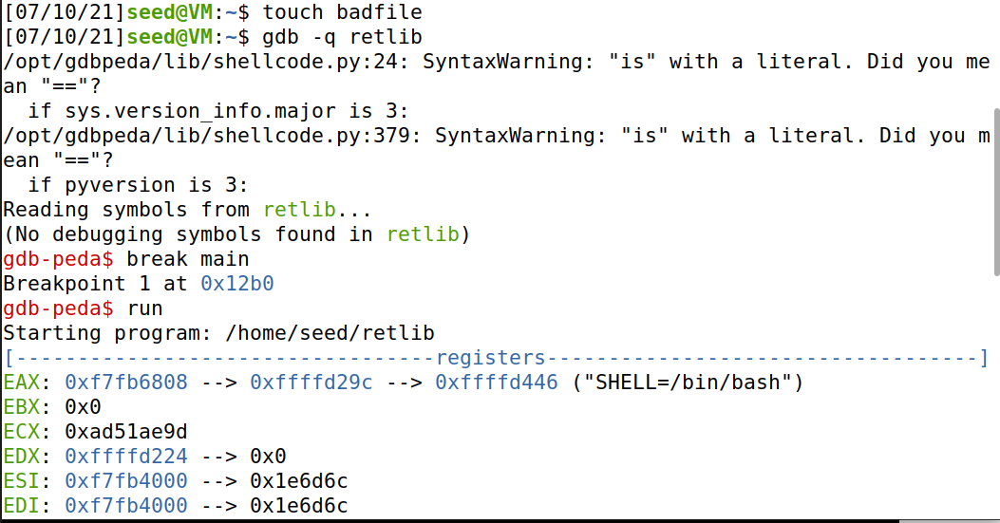 [07/10/21]seed@VM:~$ touch badfile
[07/10/21]seed@VM:~$ gdb -q retlib
/opt/gdbpeda/lib/shellcode.py:24: SyntaxWarning: "is" with a literal. Did you me
an "=="?
  if sys.version_info.major is 3:
/opt/gdbpeda/lib/shellcode.py:379: SyntaxWarning: "is" with a literal. Did you m
ean "=="?
  if pyversion is 3:
Reading symbols from retlib...
(No debugging symbols found in retlib)
gdb-peda$ break main
Breakpoint 1 at 0x12b0
gdb-peda$ run
Starting program: /home/seed/retlib
[----------------------------------registers-----------------------------------]
EAX: 0xf7fb6808 --> 0xffffd29c --> 0xffffd446 ("SHELL=/bin/bash")
EBX: 0x0
ECX: 0xad51ae9d
EDX: 0xffffd224 --> 0x0
ESI: 0xf7fb4000 --> 0x1e6d6c
EDI: 0xf7fb4000 --> 0x1e6d6c